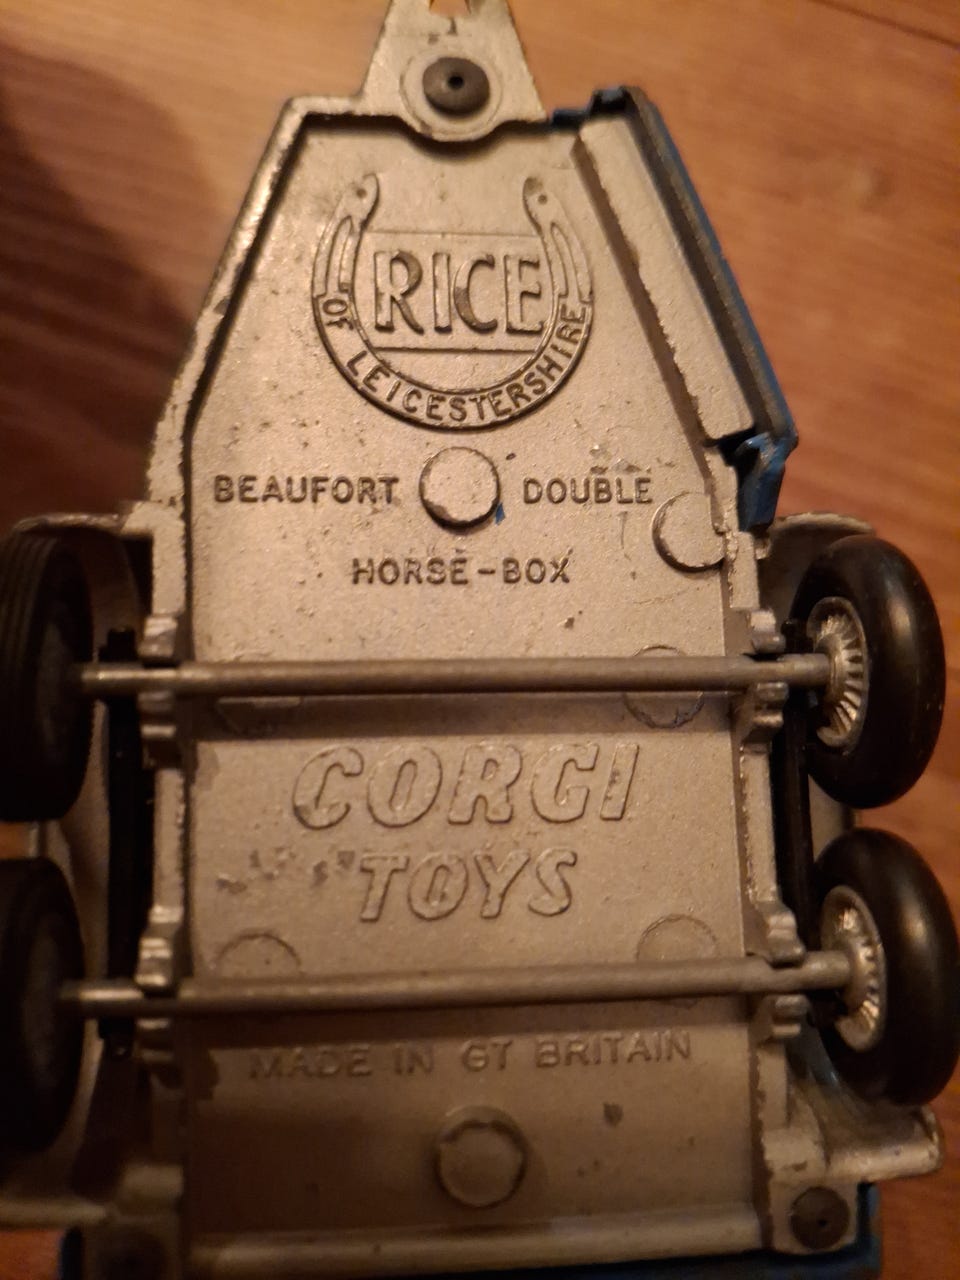 RICE
OF LEICESTERSHIRE
BEAUFORT DOUBLE
HORSE-BOX
CORGI
TOYS
MADE IN GT BRITAIN